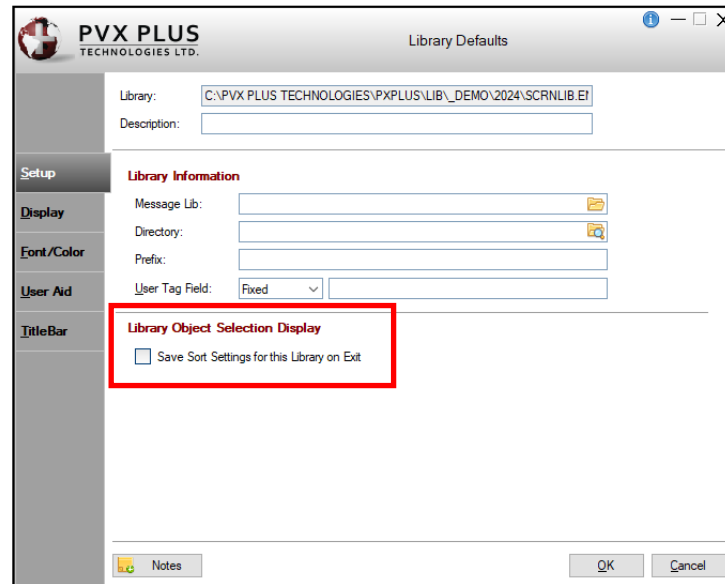 PVX PLUS
TECHNOLOGIES LTD.
Library Defaults
Library: C:\PVX PLUS TECHNOLOGIES\PXPLUS\LIB\_DEMO\2024\SCRNLIB.EN
Description:
Setup
Display
Font/Color
User Aid
TitleBar
Library Information
Message Lib:
Directory:
Prefix:
User Tag Field: Fixed
Library Object Selection Display
Save Sort Settings for this Library on Exit
Notes
OK
Cancel